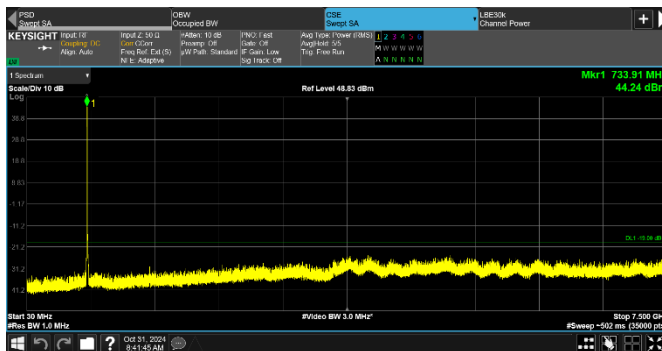 PSD
Swept SA
OBW
Occupied BW
CSE
Swept SA
LBE30k
Channel Power
+
KEYSIGHT
Input: RF
Coupling: DC
Align: Auto
Input Z: 50 Ω
Corr CCorr
Freq Ref: Ext (S)
NFE: Adaptive
#Atten: 10 dB
Preamp: Off
µW Path: Standard
PNO: Fast
Gate: Off
IF Gain: Low
Sig Track: Off
Avg Type: Power (RMS)
Avg|Hold: 5/5
Trig: Free Run
1 2 3 4 5 6
M W W W W W
A N N N N N
1 Spectrum
Scale/Div 10 dB
Ref Level 48.83 dBm
Mkr1 733.91 MH
44.24 dBr
Log
1
38.8
28.8
18.8
8.83
-1.17
-11.2
-21.2
-31.2
-41.2
Start 30 MHz
#Res BW 1.0 MHz
#Video BW 3.0 MHz*
Stop 7.500 GH
#Sweep ~502 ms (35000 pts
?
Oct 31, 2024
8:41:45 AM